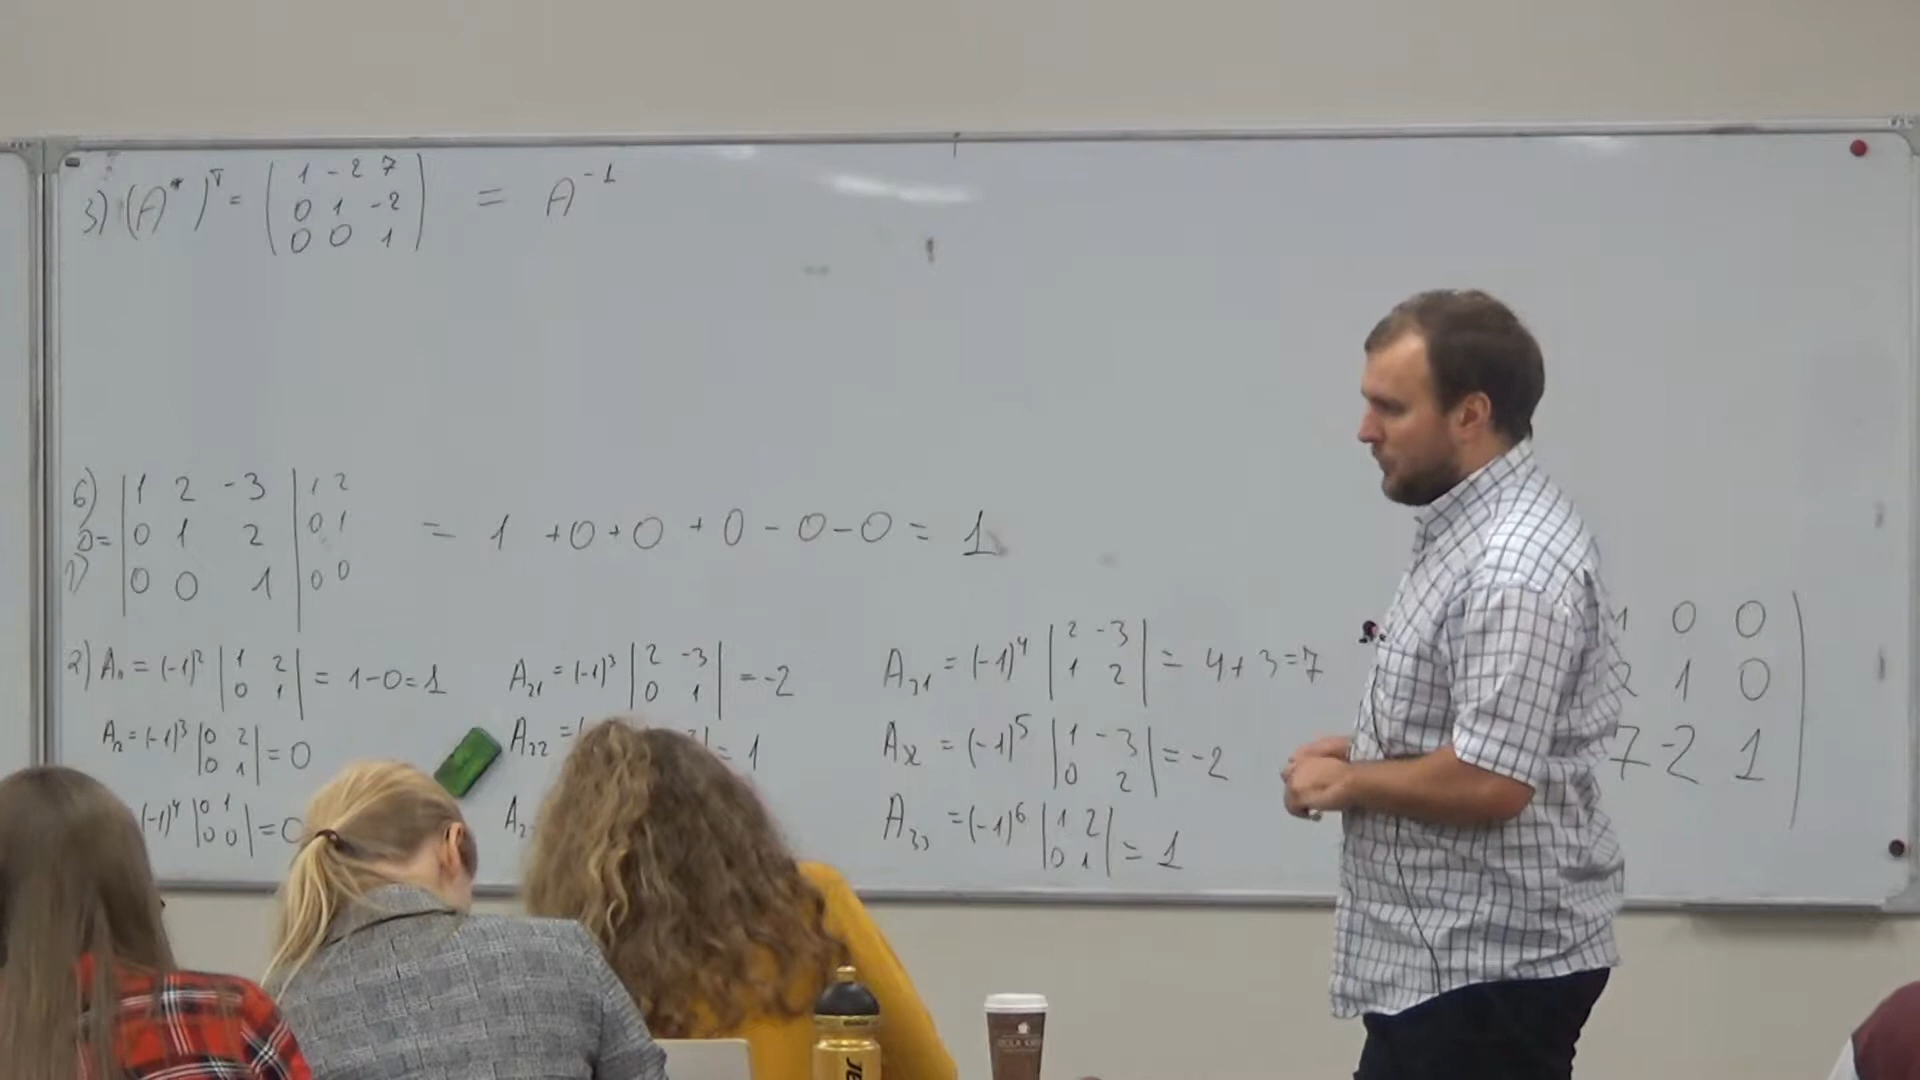 3) (A*)ᵀ = ( 1 -2 7
0 1 -2
0 0 1 ) = A⁻¹
б)
D = | 1 2 -3 | 1 2
0 1 2 | 0 1
0 0 1 | 0 0 = 1 + 0 + 0 + 0 - 0 - 0 = 1
1)
2) A₁₁ = (-1)² | 1 2
0 1 | = 1-0=1
A₁₂ = (-1)³ | 0 2
0 1 | = 0
(-1)⁴ | 0 1
0 0 | = 0
A₂₁ = (-1)³ | 2 -3
0 1 | = -2
A₂₂ = = 1
A₃₁ = (-1)⁴ | 2 -3
1 2 | = 4+3=7
A₃₂ = (-1)⁵ | 1 -3
0 2 | = -2
A₃₃ = (-1)⁶ | 1 2
0 1 | = 1
1 0 0
2 1 0
7 -2 1 )